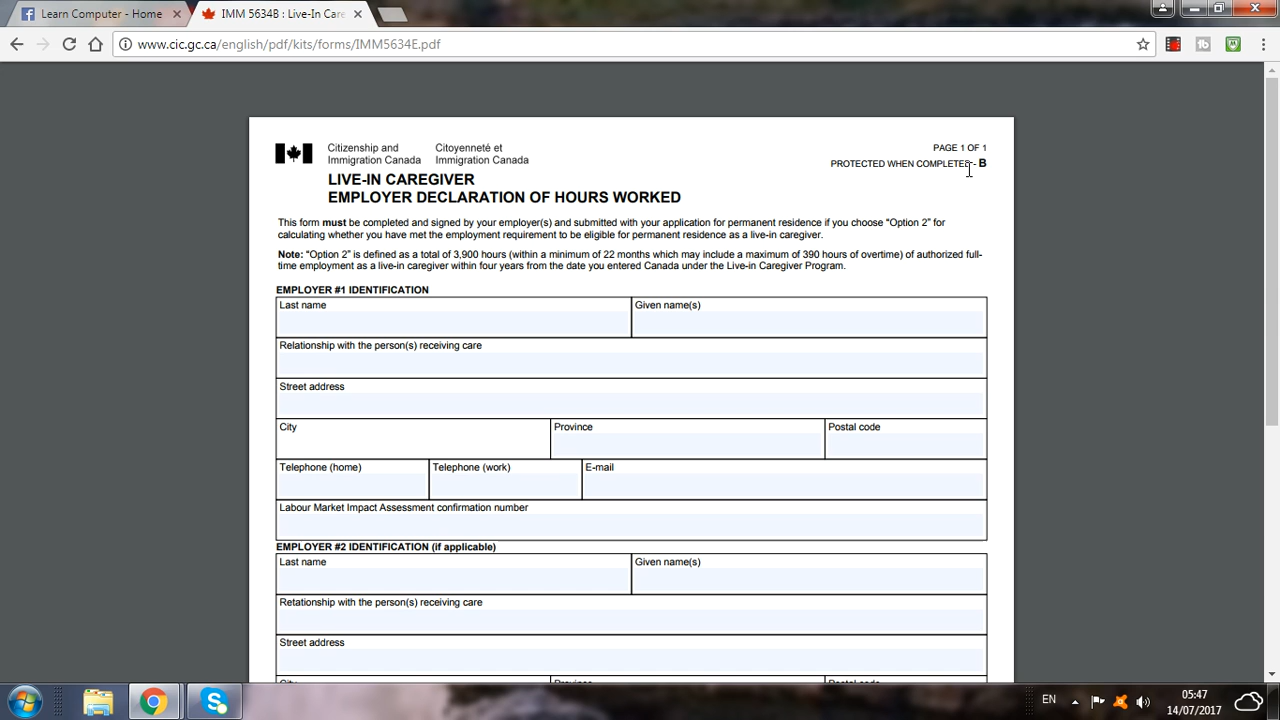 Learn Computer - Home
IMM 5634B : Live-In Care
www.cic.gc.ca/english/pdf/kits/forms/IMM5634E.pdf
Citizenship and Immigration Canada
Citoyenneté et Immigration Canada
PAGE 1 OF 1
PROTECTED WHEN COMPLETED - B
LIVE-IN CAREGIVER
EMPLOYER DECLARATION OF HOURS WORKED
This form must be completed and signed by your employer(s) and submitted with your application for permanent residence if you choose "Option 2" for
calculating whether you have met the employment requirement to be eligible for permanent residence as a live-in caregiver.
Note: "Option 2" is defined as a total of 3,900 hours (within a minimum of 22 months which may include a maximum of 390 hours of overtime) of authorized full-
time employment as a live-in caregiver within four years from the date you entered Canada under the Live-in Caregiver Program.
EMPLOYER #1 IDENTIFICATION
Last name
Given name(s)
Relationship with the person(s) receiving care
Street address
City
Province
Postal code
Telephone (home)
Telephone (work)
E-mail
Labour Market Impact Assessment confirmation number
EMPLOYER #2 IDENTIFICATION (if applicable)
Last name
Given name(s)
Relationship with the person(s) receiving care
Street address
City
Province
Postal code
EN
05:47
14/07/2017